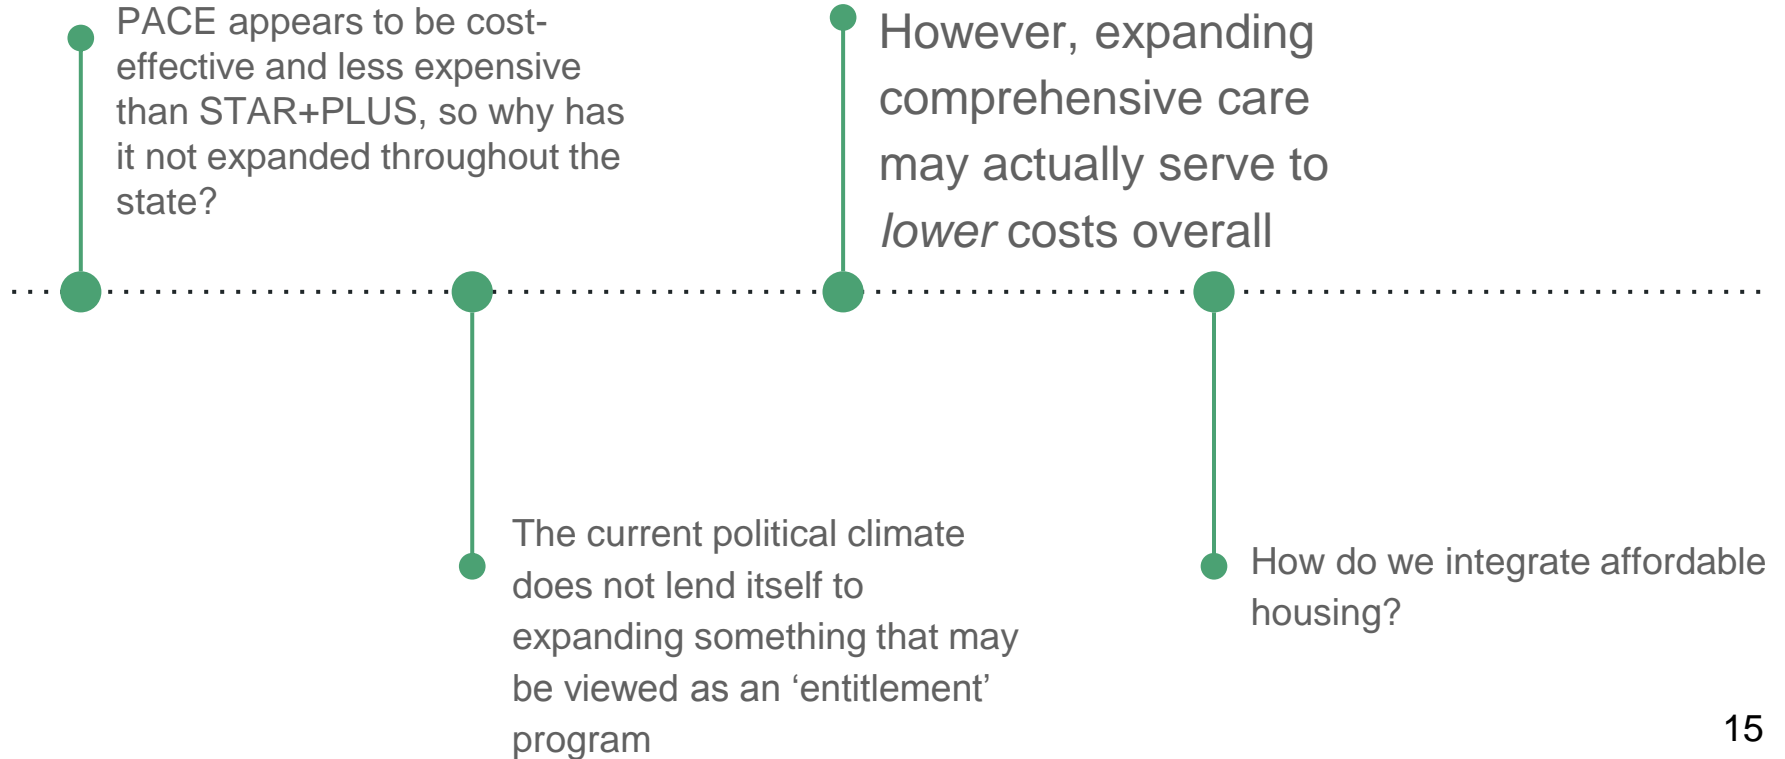 PACE appears to be cost-
effective and less expensive
than STAR+PLUS, so why has
it not expanded throughout the
state?
The current political climate
does not lend itself to
expanding something that may
be viewed as an ‘entitlement’
program
However, expanding
comprehensive care
may actually serve to
lower costs overall
How do we integrate affordable
housing?
15